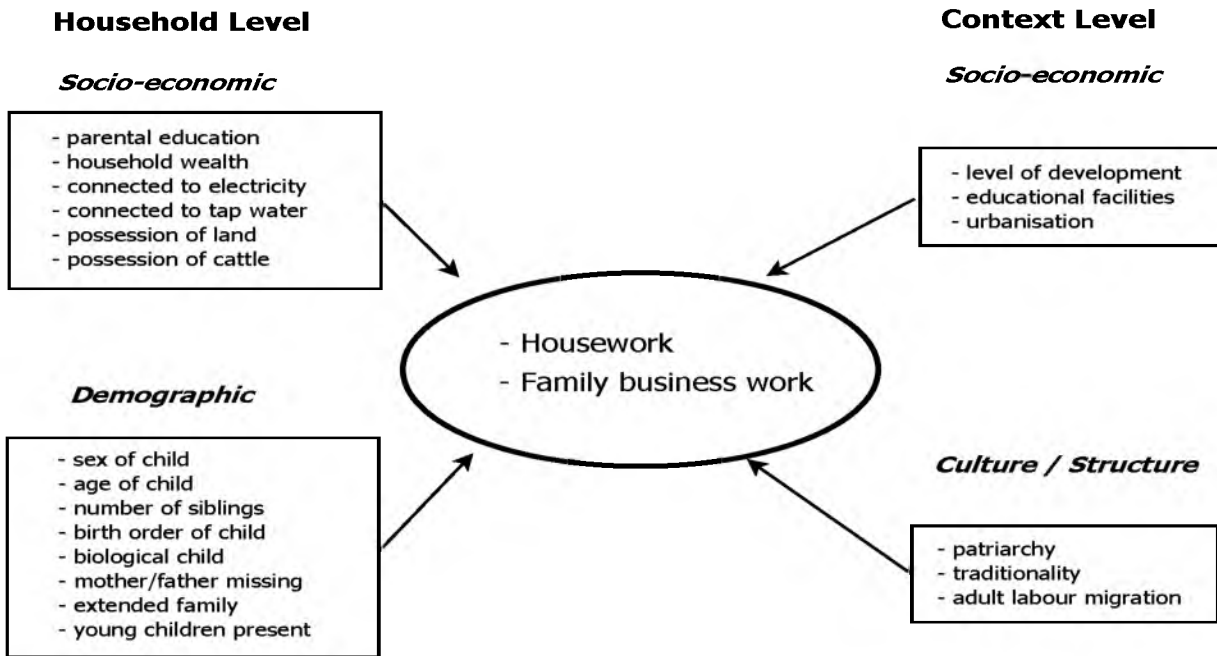 Household Level
Socio-economic
- parental education
- household wealth
- connected to electricity
- connected to tap water
- possession of land
- possession of cattle
Demographic
- sex of child
- age of child
- number of siblings
- birth order of child
- biological child
- mother/father missing
- extended family
- young children present
- Housework
- Family business work
Context Level
Socio-economic
- level of development
- educational facilities
- urbanisation
Culture / Structure
- patriarchy
- traditionality
- adult labour migration